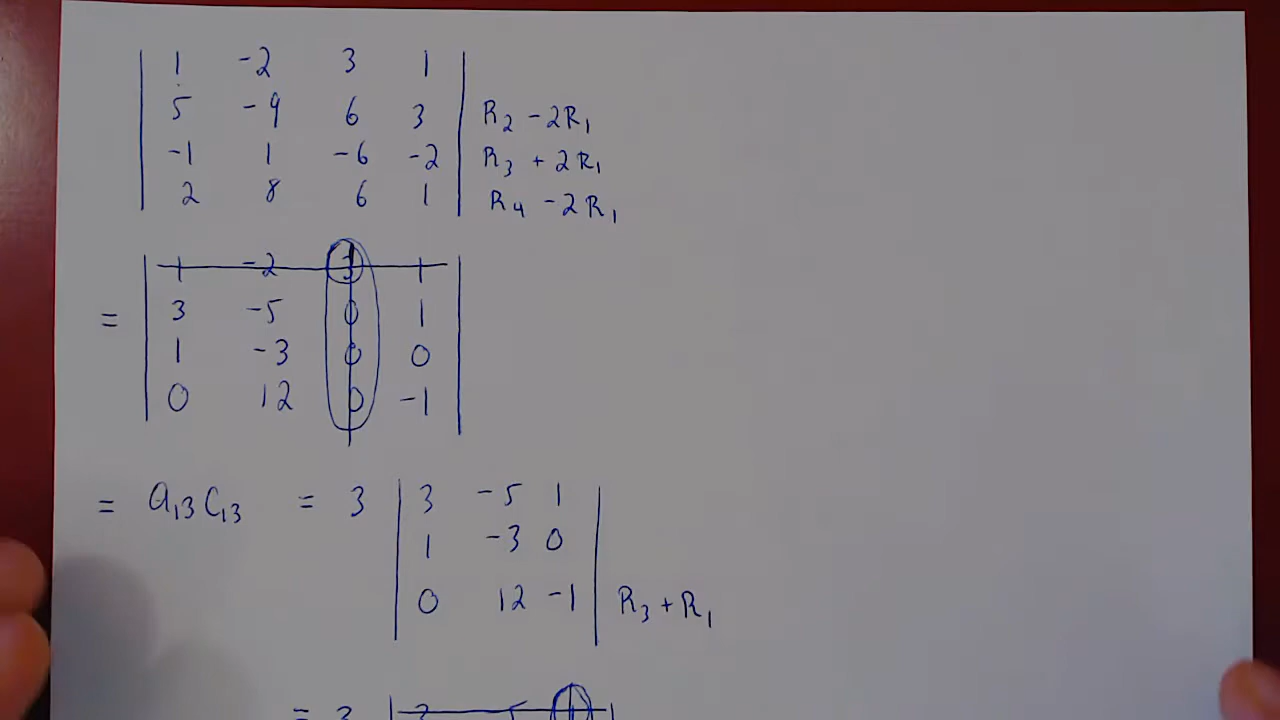 | 1 -2 3 1 |
| 5 -9 6 3 | R2 -2R1
| -1 1 -6 -2 | R3 + 2R1
| 2 8 6 1 | R4 -2R1
| 1 -2 3 1 |
= | 3 -5 0 1 |
| 1 -3 0 0 |
| 0 12 0 -1 |
= a13 C13 = 3 | 3 -5 1 |
| 1 -3 0 |
| 0 12 -1 | R3 + R1
= 3 |